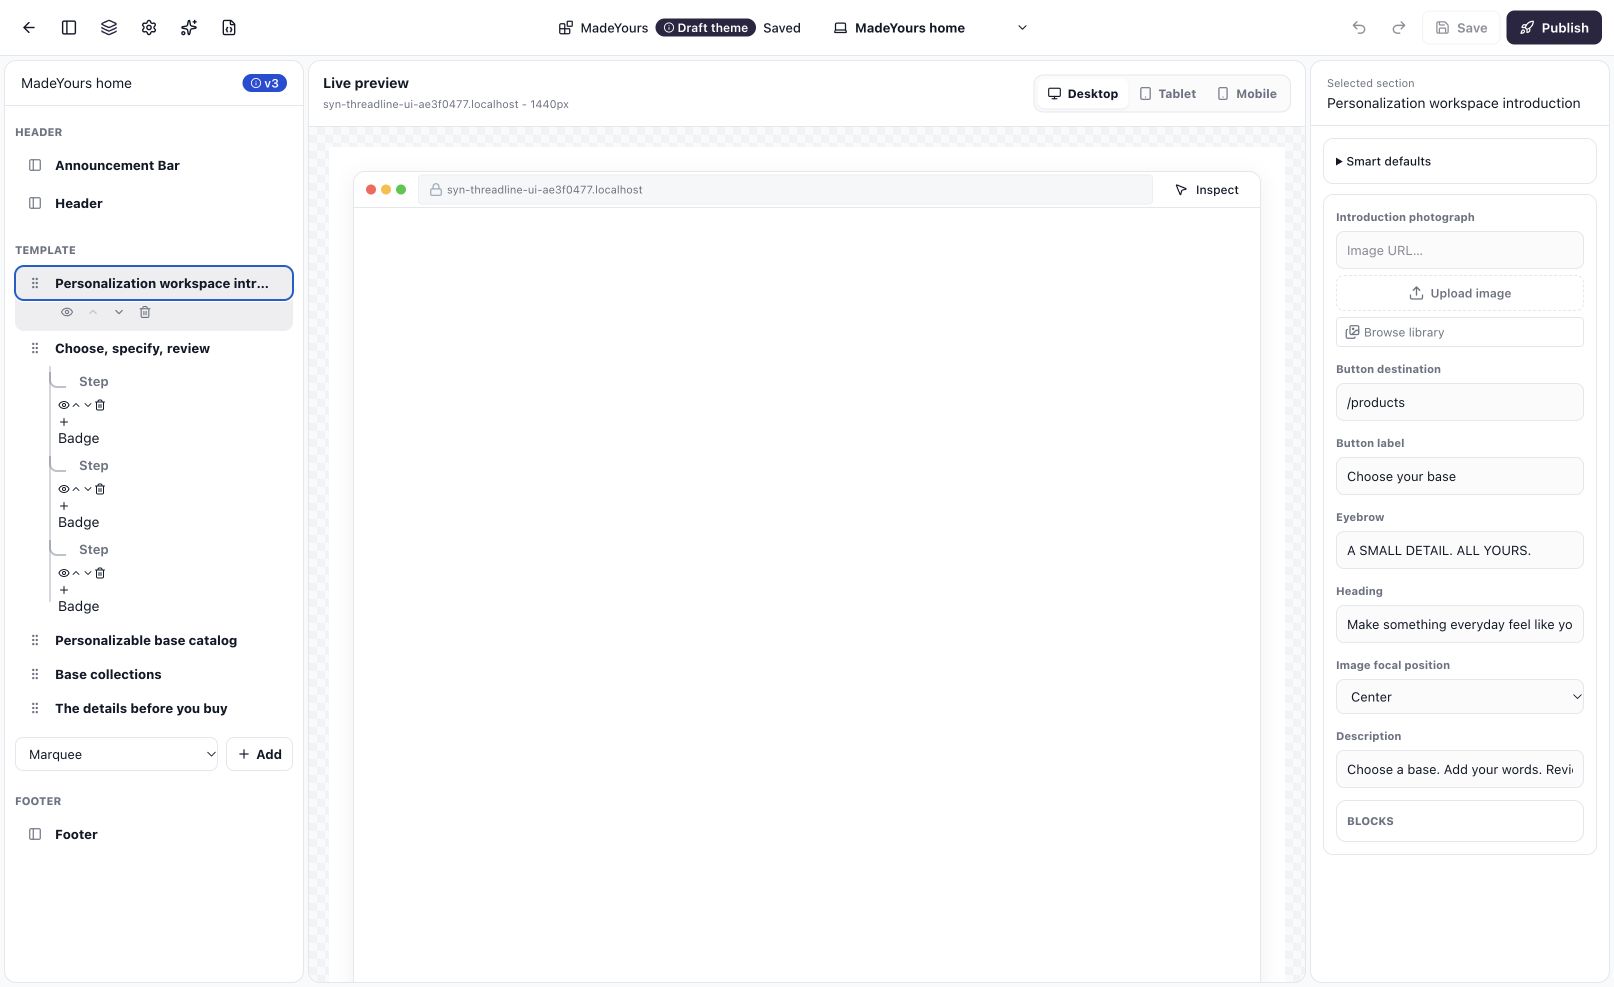 MadeYours
Draft theme
Saved
MadeYours home
Save
Publish
MadeYours home
v3
HEADER
Announcement Bar
Header
TEMPLATE
Personalization workspace intr...
Choose, specify, review
Step
Badge
Step
Badge
Step
Badge
Personalizable base catalog
Base collections
The details before you buy
Marquee
Add
FOOTER
Footer
Live preview
syn-threadline-ui-ae3f0477.localhost - 1440px
Desktop
Tablet
Mobile
syn-threadline-ui-ae3f0477.localhost
Inspect
Selected section
Personalization workspace introduction
Smart defaults
Introduction photograph
Image URL...
Upload image
Browse library
Button destination
/products
Button label
Choose your base
Eyebrow
A SMALL DETAIL. ALL YOURS.
Heading
Make something everyday feel like yo
Image focal position
Center
Description
Choose a base. Add your words. Revi
BLOCKS